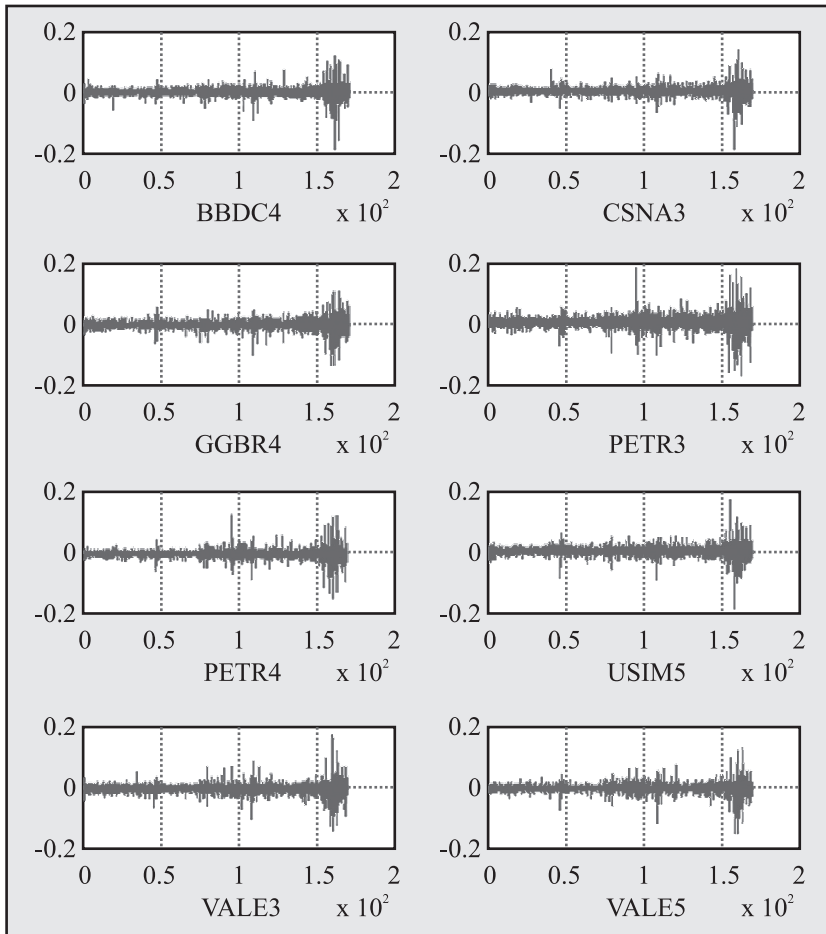 0.2 0.2
0 0
-0.2 -0.2
0 0.5 1 1.5 2 0 0.5 1 1.5 2
BBDC4 x 10² CSNA3 x 10²
0.2 0.2
0 0
-0.2 -0.2
0 0.5 1 1.5 2 0 0.5 1 1.5 2
GGBR4 x 10² PETR3 x 10²
0.2 0.2
0 0
-0.2 -0.2
0 0.5 1 1.5 2 0 0.5 1 1.5 2
PETR4 x 10² USIM5 x 10²
0.2 0.2
0 0
-0.2 -0.2
0 0.5 1 1.5 2 0 0.5 1 1.5 2
VALE3 x 10² VALE5 x 10²